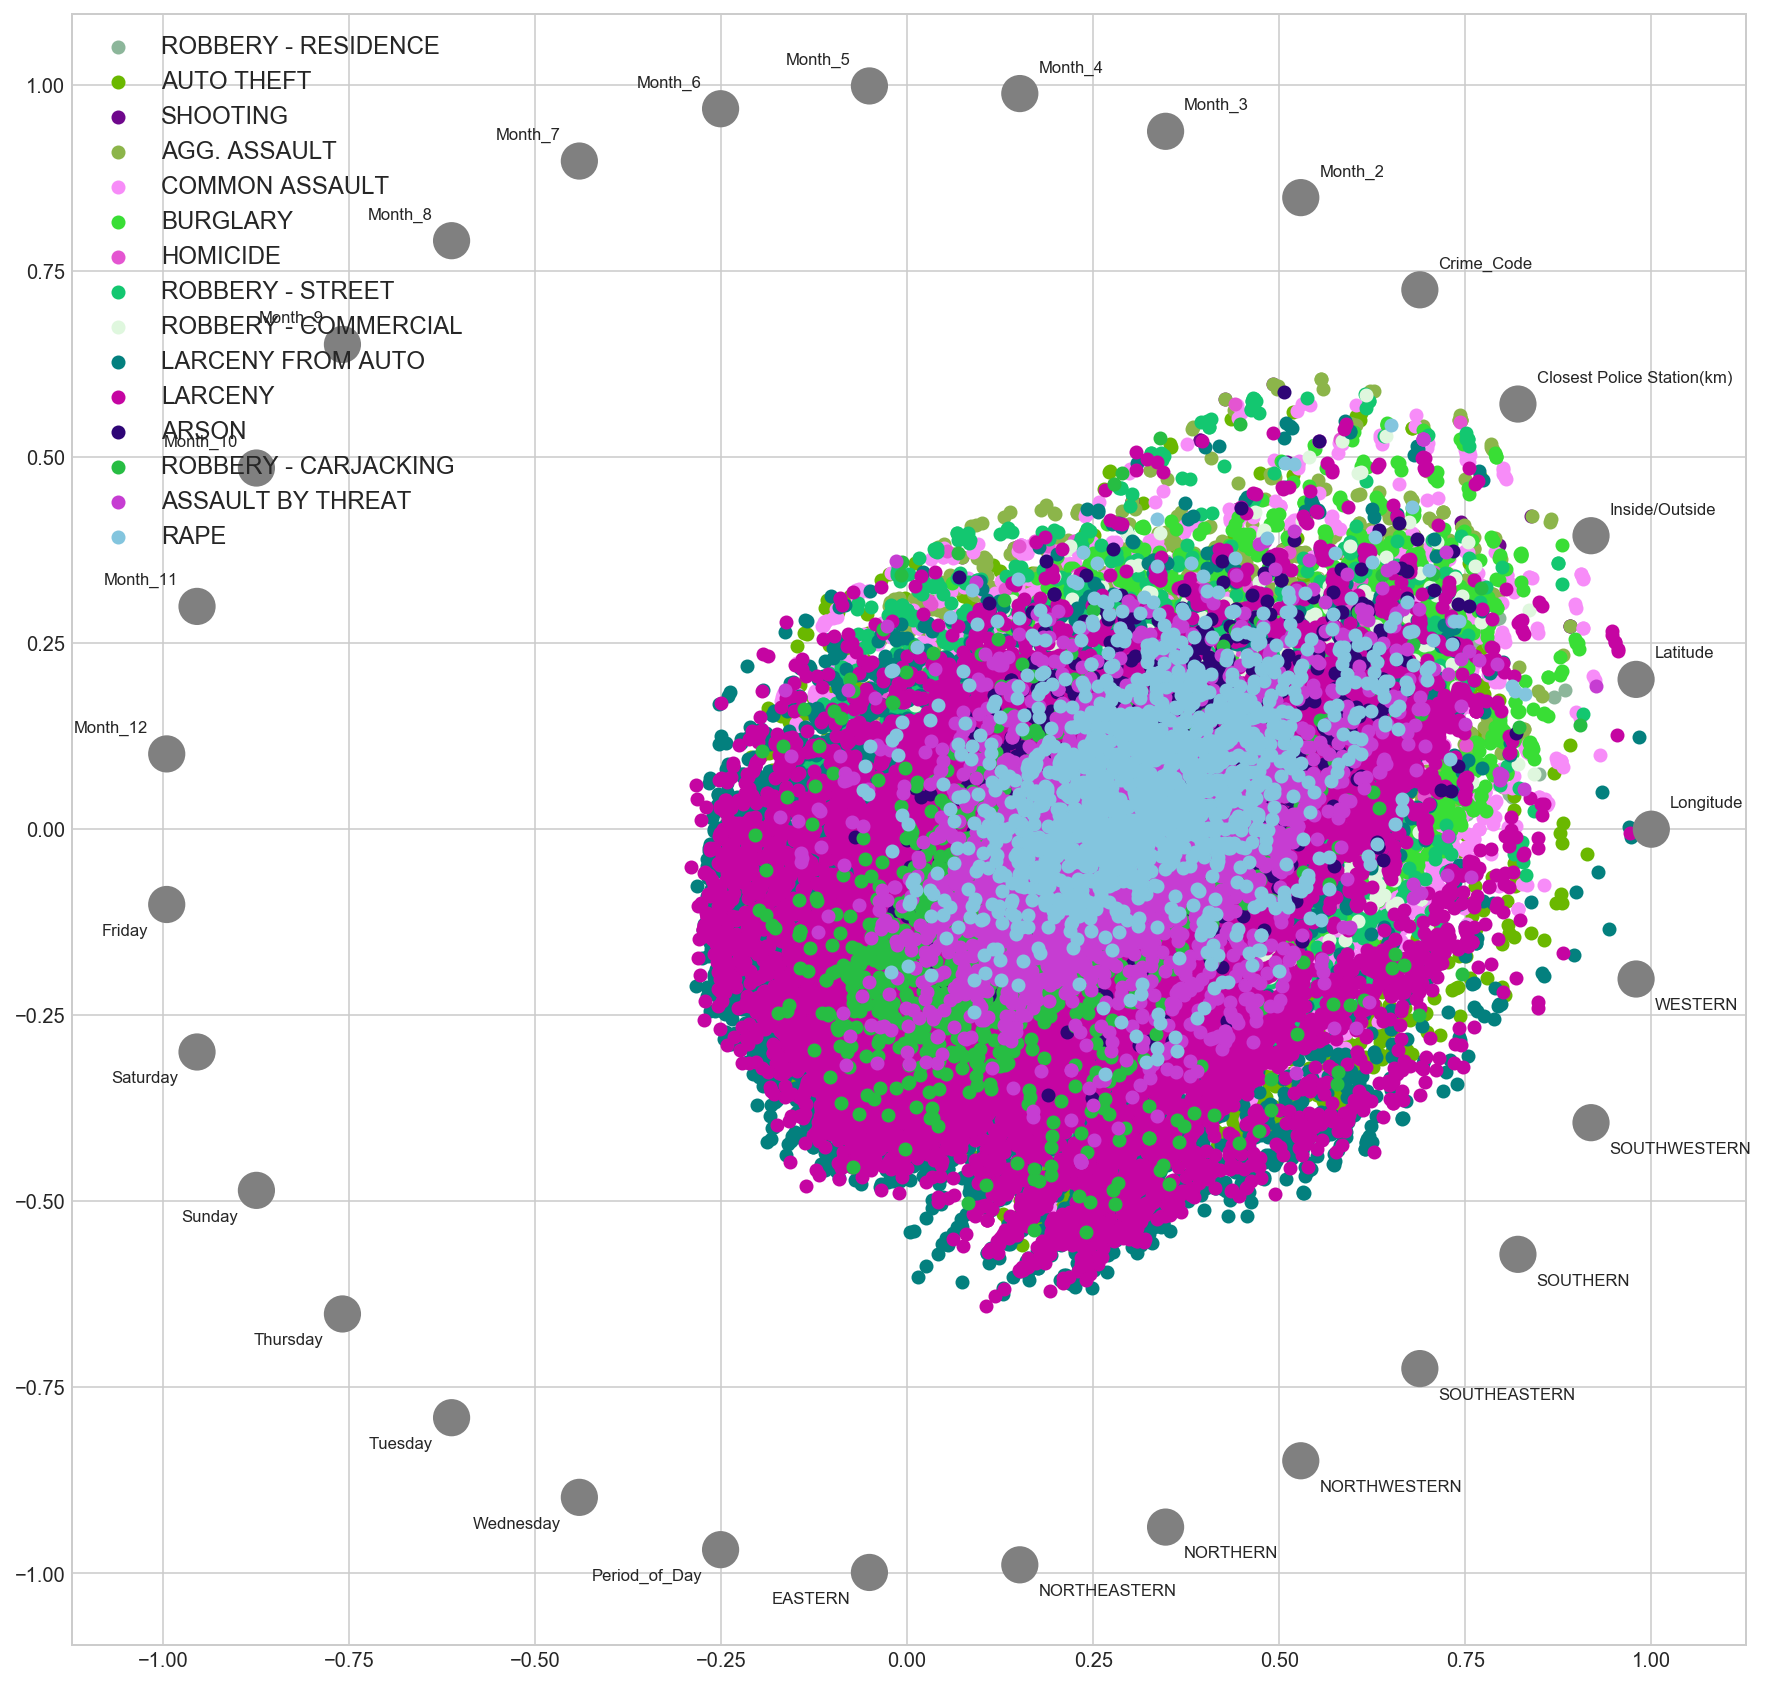 ROBBERY - RESIDENCE
AUTO THEFT
SHOOTING
AGG. ASSAULT
COMMON ASSAULT
BURGLARY
HOMICIDE
ROBBERY - STREET
ROBBERY - COMMERCIAL
LARCENY FROM AUTO
LARCENY
ARSON
ROBBERY - CARJACKING
ASSAULT BY THREAT
RAPE
Month_5
Month_4
Month_6
Month_3
Month_7
Month_2
Month_8
Crime_Code
Month_9
Closest Police Station(km)
Month_10
Inside/Outside
Month_11
Latitude
Month_12
Longitude
Friday
WESTERN
Saturday
SOUTHWESTERN
Sunday
SOUTHERN
Thursday
SOUTHEASTERN
Tuesday
NORTHWESTERN
Wednesday
NORTHERN
Period_of_Day
NORTHEASTERN
EASTERN
1.00
0.75
0.50
0.25
0.00
−0.25
−0.50
−0.75
−1.00
−1.00 −0.75 −0.50 −0.25 0.00 0.25 0.50 0.75 1.00